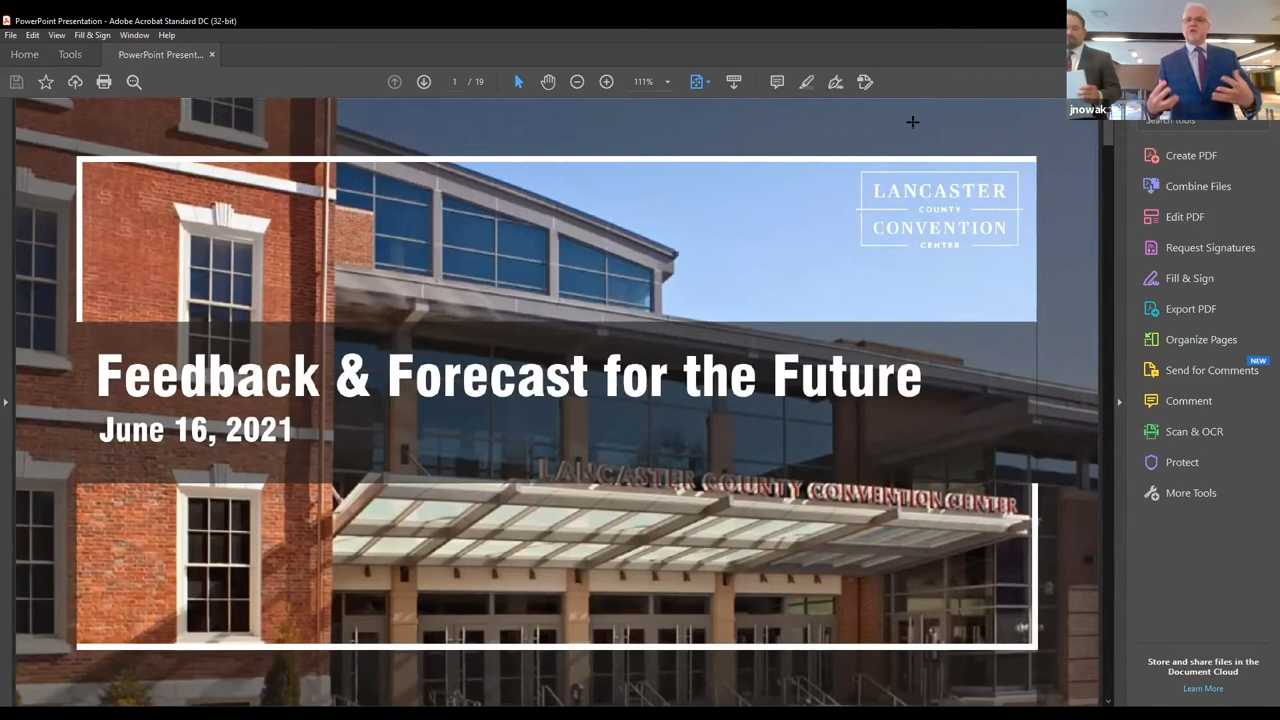 PowerPoint Presentation - Adobe Acrobat Standard DC (32-bit)
File Edit View Fill & Sign Window Help
Home Tools PowerPoint Present... ×
1 / 19 111%
jnowak
Search Tools
Create PDF
Combine Files
Edit PDF
Request Signatures
Fill & Sign
Export PDF
Organize Pages
NEW
Send for Comments
Comment
Scan & OCR
Protect
More Tools
Store and share files in the
Document Cloud
Learn More
LANCASTER
COUNTY
CONVENTION
CENTER
Feedback & Forecast for the Future
June 16, 2021
LANCASTER COUNTY CONVENTION CENTER